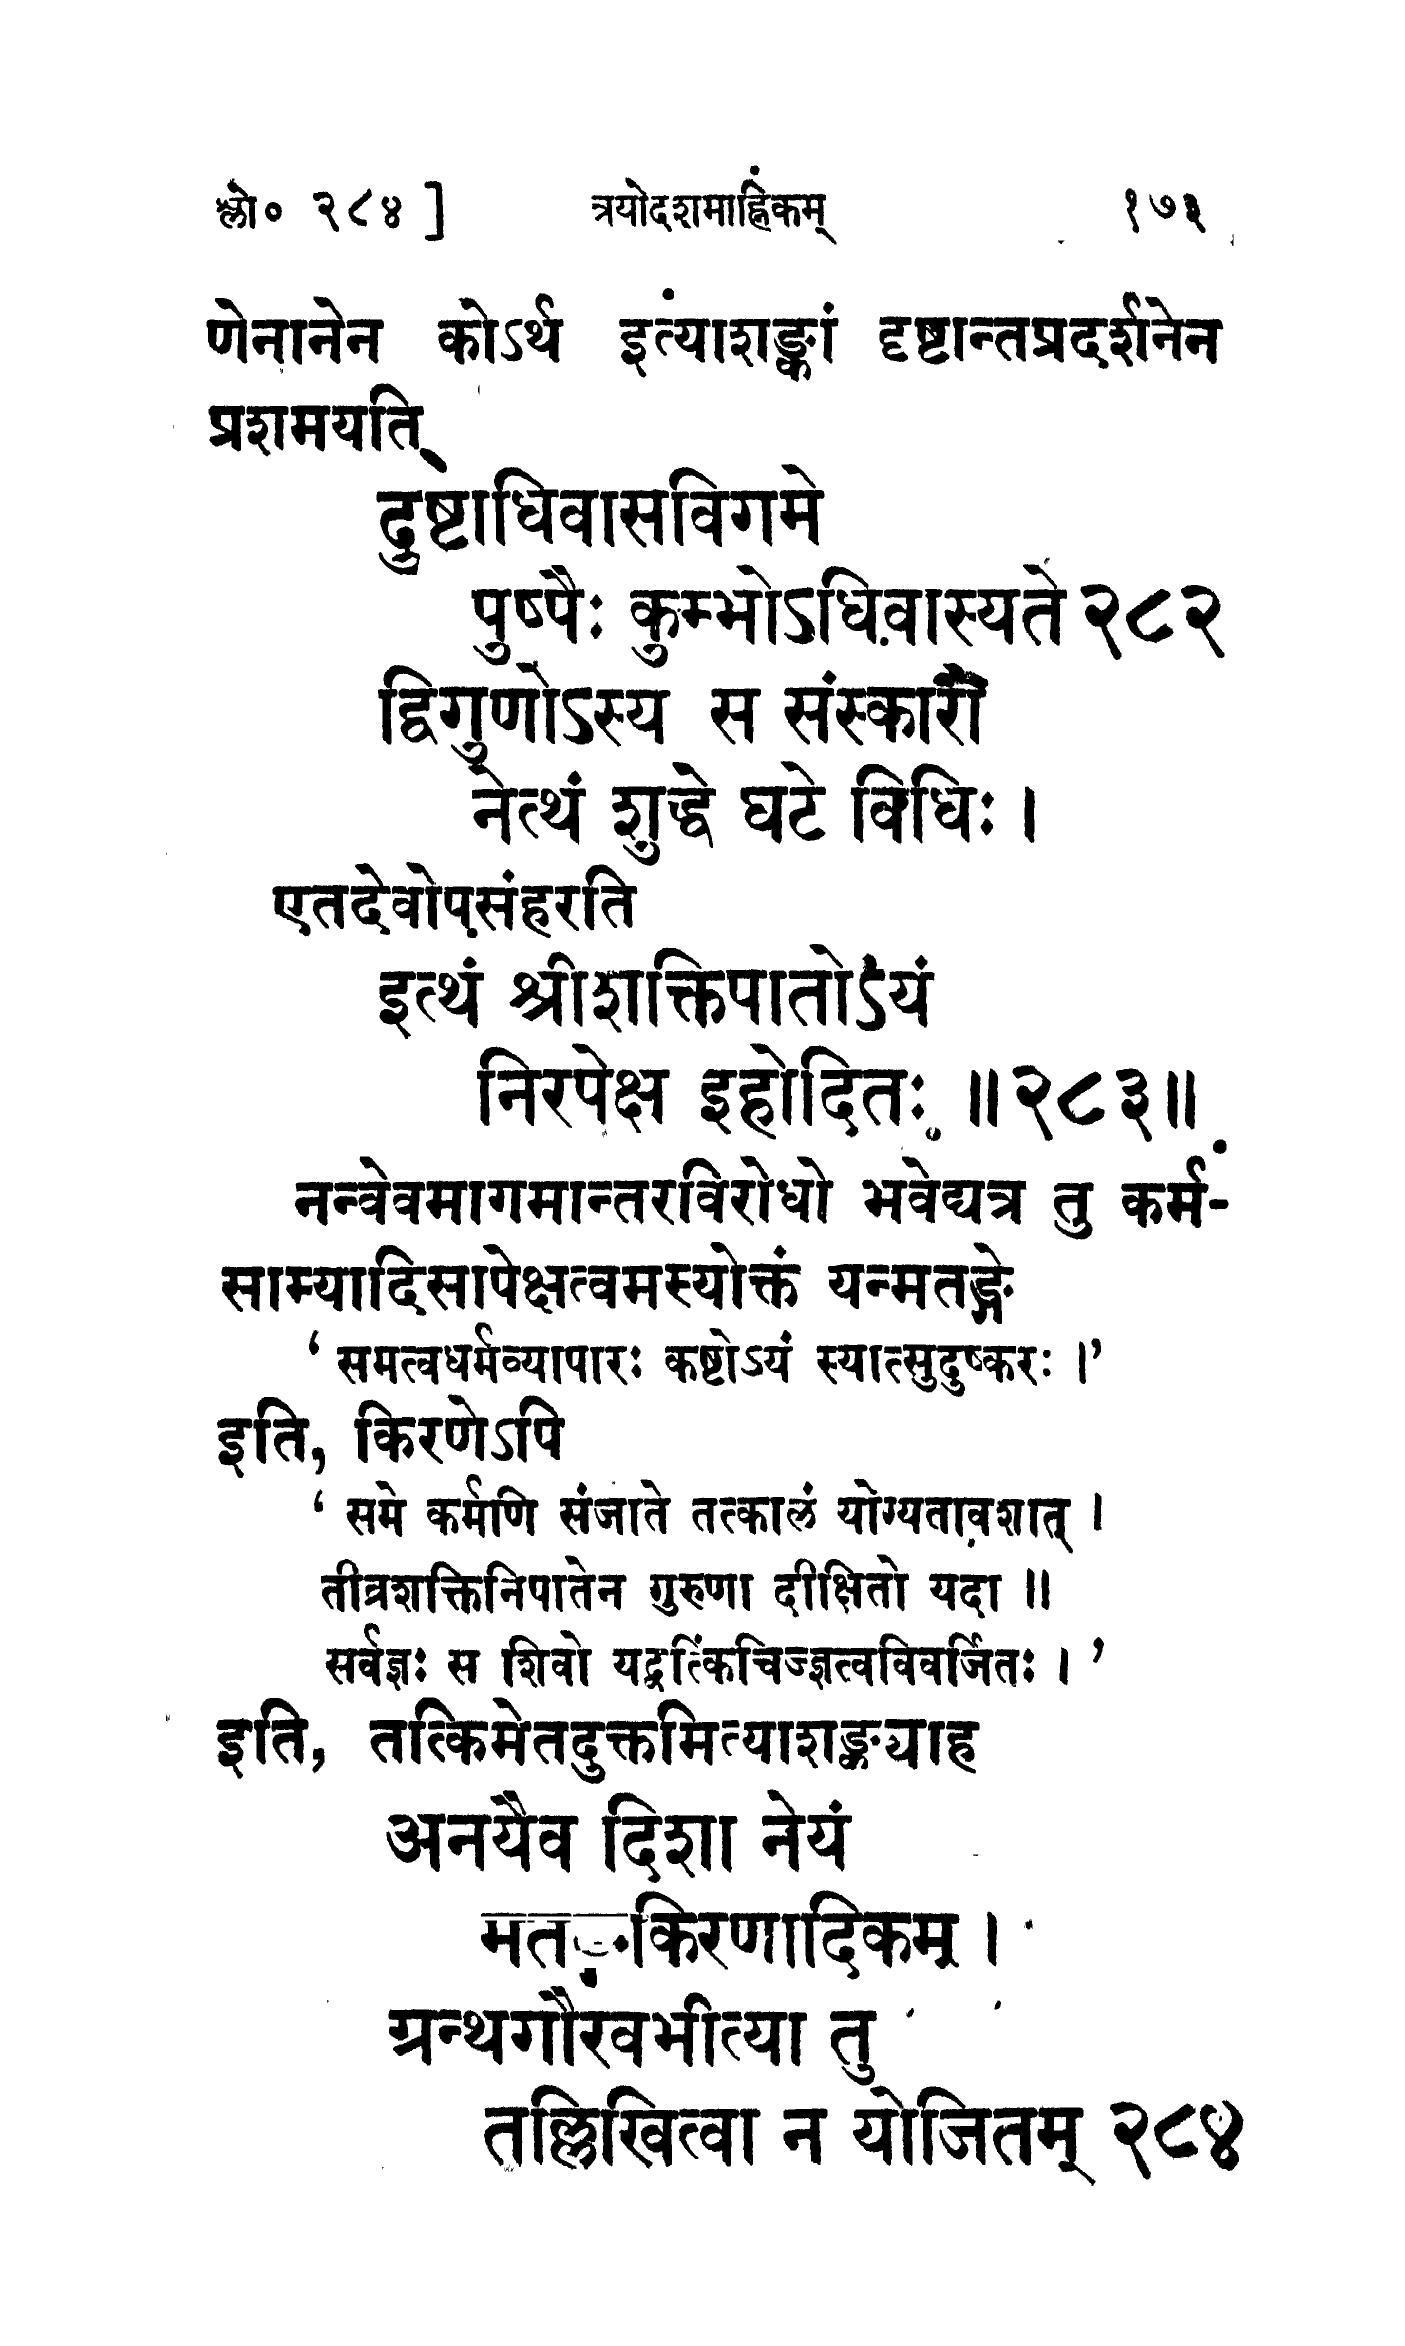 श्लो० २८४ ] त्रयोदशमाह्निकम् १७३
णेनानेन कोऽर्थ इत्याशङ्कां दृष्टान्तप्रदर्शनेन
प्रशमयति
दुष्टाधिवासविगमे
पुष्पैः कुम्भोऽधिवास्यते २८२
द्विगुणोऽस्य स संस्कारो
नेत्थं शुद्धे घटे विधिः ।
एतदेवोपसंहरति
इत्थं श्रीशक्तिपातोऽयं
निरपेक्ष इहोदितः ॥२८३॥
नन्वेवमागमान्तरविरोधो भवेद्यत्र तु कर्म-
साम्यादिसापेक्षत्वमस्योक्तं यन्मतङ्गे
‘ समत्वधर्मव्यापारः कष्टोऽयं स्यात्सुदुष्करः ।’
इति, किरणेऽपि
‘ समे कर्मणि संजाते तत्कालं योग्यतावशात् ।
तीव्रशक्तिनिपातेन गुरुणा दीक्षितो यदा ॥
सर्वज्ञः स शिवो यद्वत्किंचिज्ज्ञत्वविवर्जितः । ’
इति, तत्किमेतदुक्तमित्याशङ्क्याह
अनयैव दिशा नेयं
मतङ्गकिरणादिकम् ।
ग्रन्थगौरवभीत्या तु
तल्लिखित्वा न योजितम् २८४